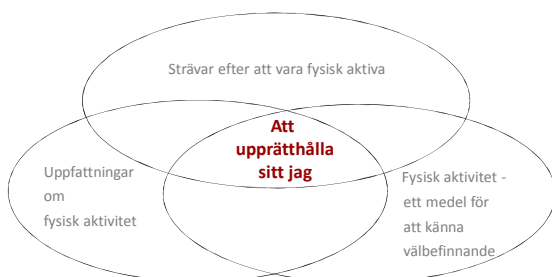 Strävar efter att vara fysisk aktiva
Att
upprätthålla
sitt jag
Uppfattningar
om
fysisk aktivitet
Fysisk aktivitet -
ett medel för
att känna
välbefinnande